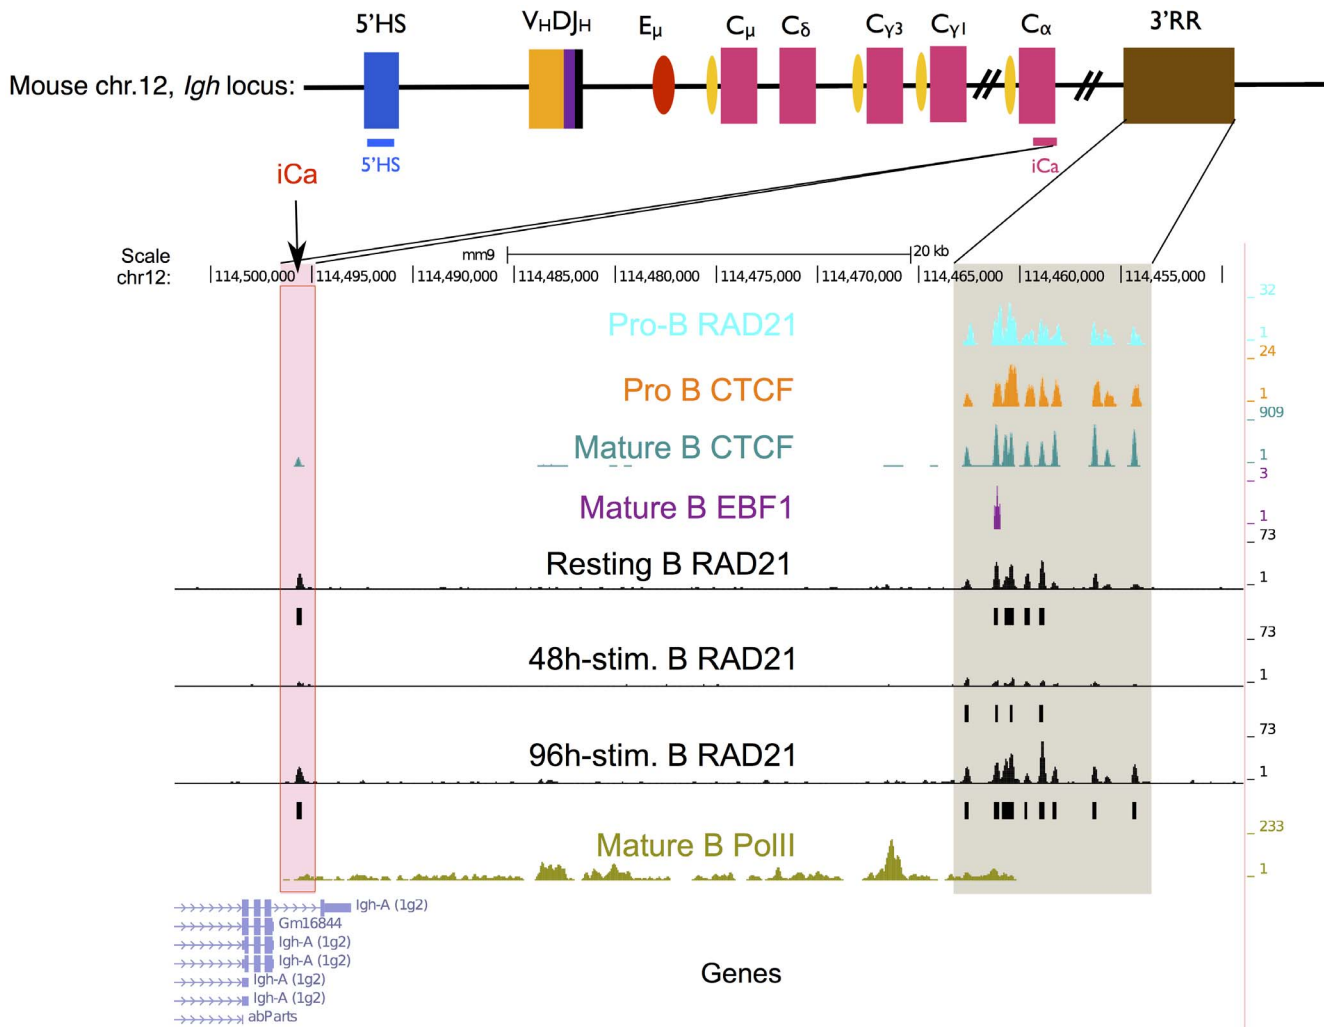 5'HS VHDJH Eμ Cμ Cδ Cγ3 Cγ1 Cα 3'RR
Mouse chr.12, Igh locus:
5'HS iCa
iCa
Scale mm9 20 kb
chr12: 114,500,000 114,495,000 114,490,000 114,485,000 114,480,000 114,475,000 114,470,000 114,465,000 114,460,000 114,455,000
32
Pro-B RAD21
1
24
Pro B CTCF
1
909
Mature B CTCF
1
3
Mature B EBF1
1
73
Resting B RAD21
1
73
48h-stim. B RAD21
1
73
96h-stim. B RAD21
1
233
Mature B PolII
1
Igh-A (1g2)
Gm16844
Igh-A (1g2)
Igh-A (1g2)
Igh-A (1g2)
Igh-A (1g2)
abParts
Genes